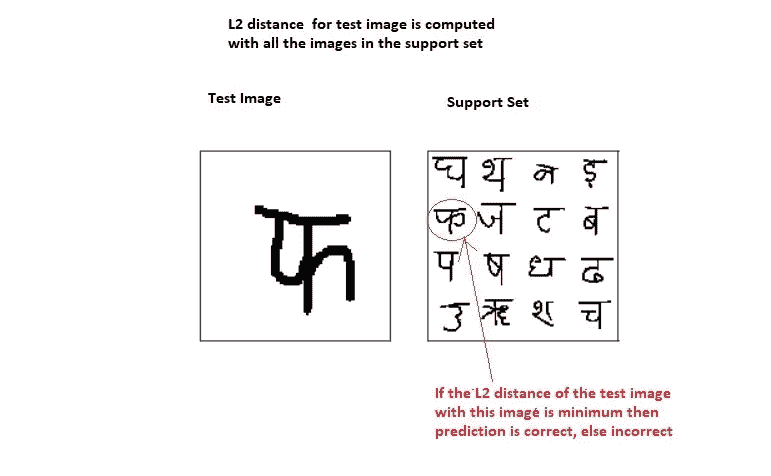 L2 distance for test image is computed
with all the images in the support set
Test Image
Support Set
फ
घ थ न ड़
फ ज ट ब
प ष ध ढ
उ ऋ श च
If the L2 distance of the test image
with this image is minimum then
prediction is correct, else incorrect